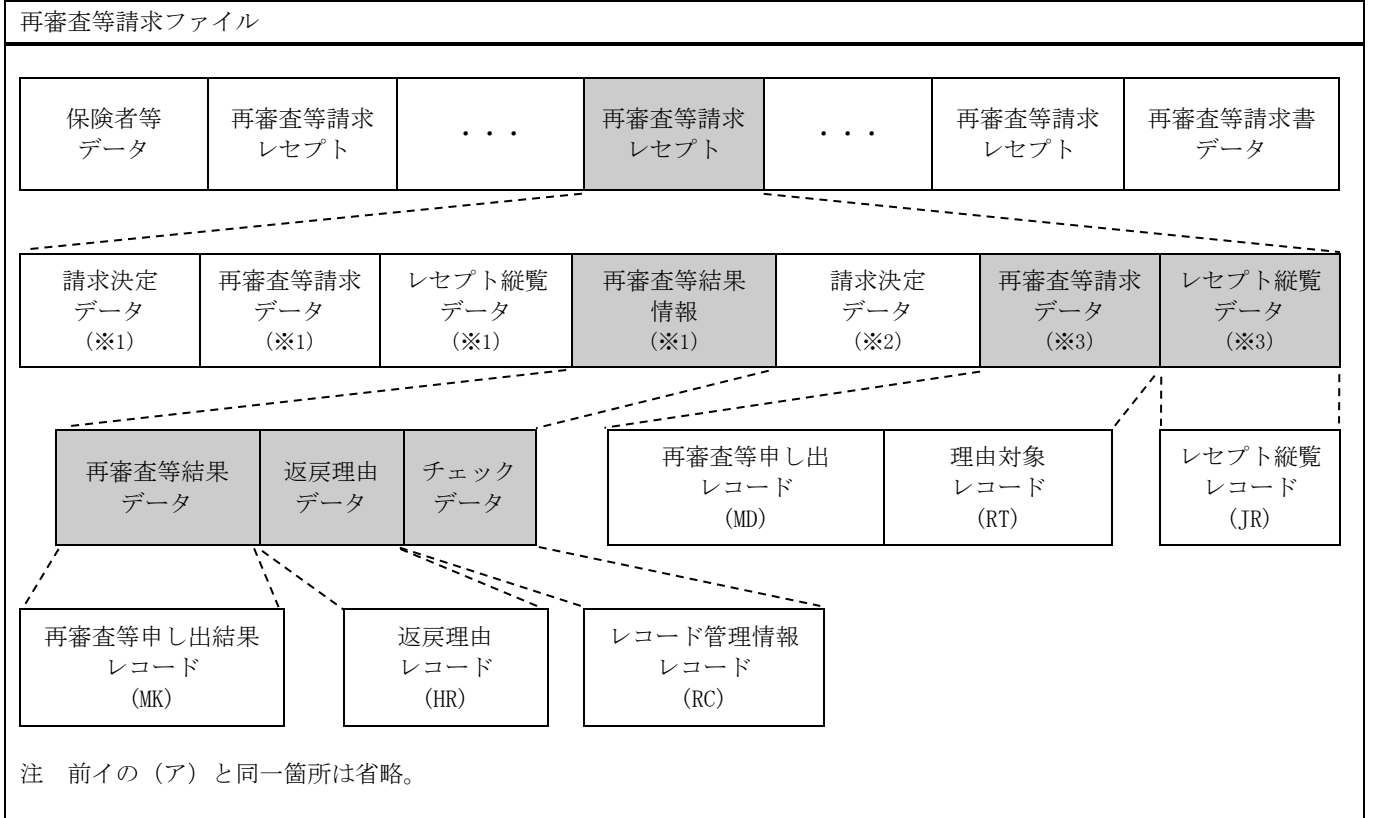 再審査等請求ファイル
保険者等
データ
再審査等請求
レセプト
・・・
再審査等請求
レセプト
・・・
再審査等請求
レセプト
再審査等請求書
データ
請求決定
データ
(※1)
再審査等請求
データ
(※1)
レセプト縦覧
データ
(※1)
再審査等結果
情報
(※1)
請求決定
データ
(※2)
再審査等請求
データ
(※3)
レセプト縦覧
データ
(※3)
再審査等結果
データ
返戻理由
データ
チェック
データ
再審査等申し出
レコード
(MD)
理由対象
レコード
(RT)
レセプト縦覧
レコード
(JR)
再審査等申し出結果
レコード
(MK)
返戻理由
レコード
(HR)
レコード管理情報
レコード
(RC)
注　前イの（ア）と同一箇所は省略。